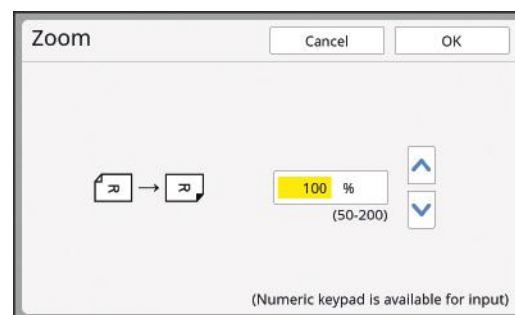 Zoom
Cancel
OK
R → R
100 %
(50-200)
(Numeric keypad is available for input)